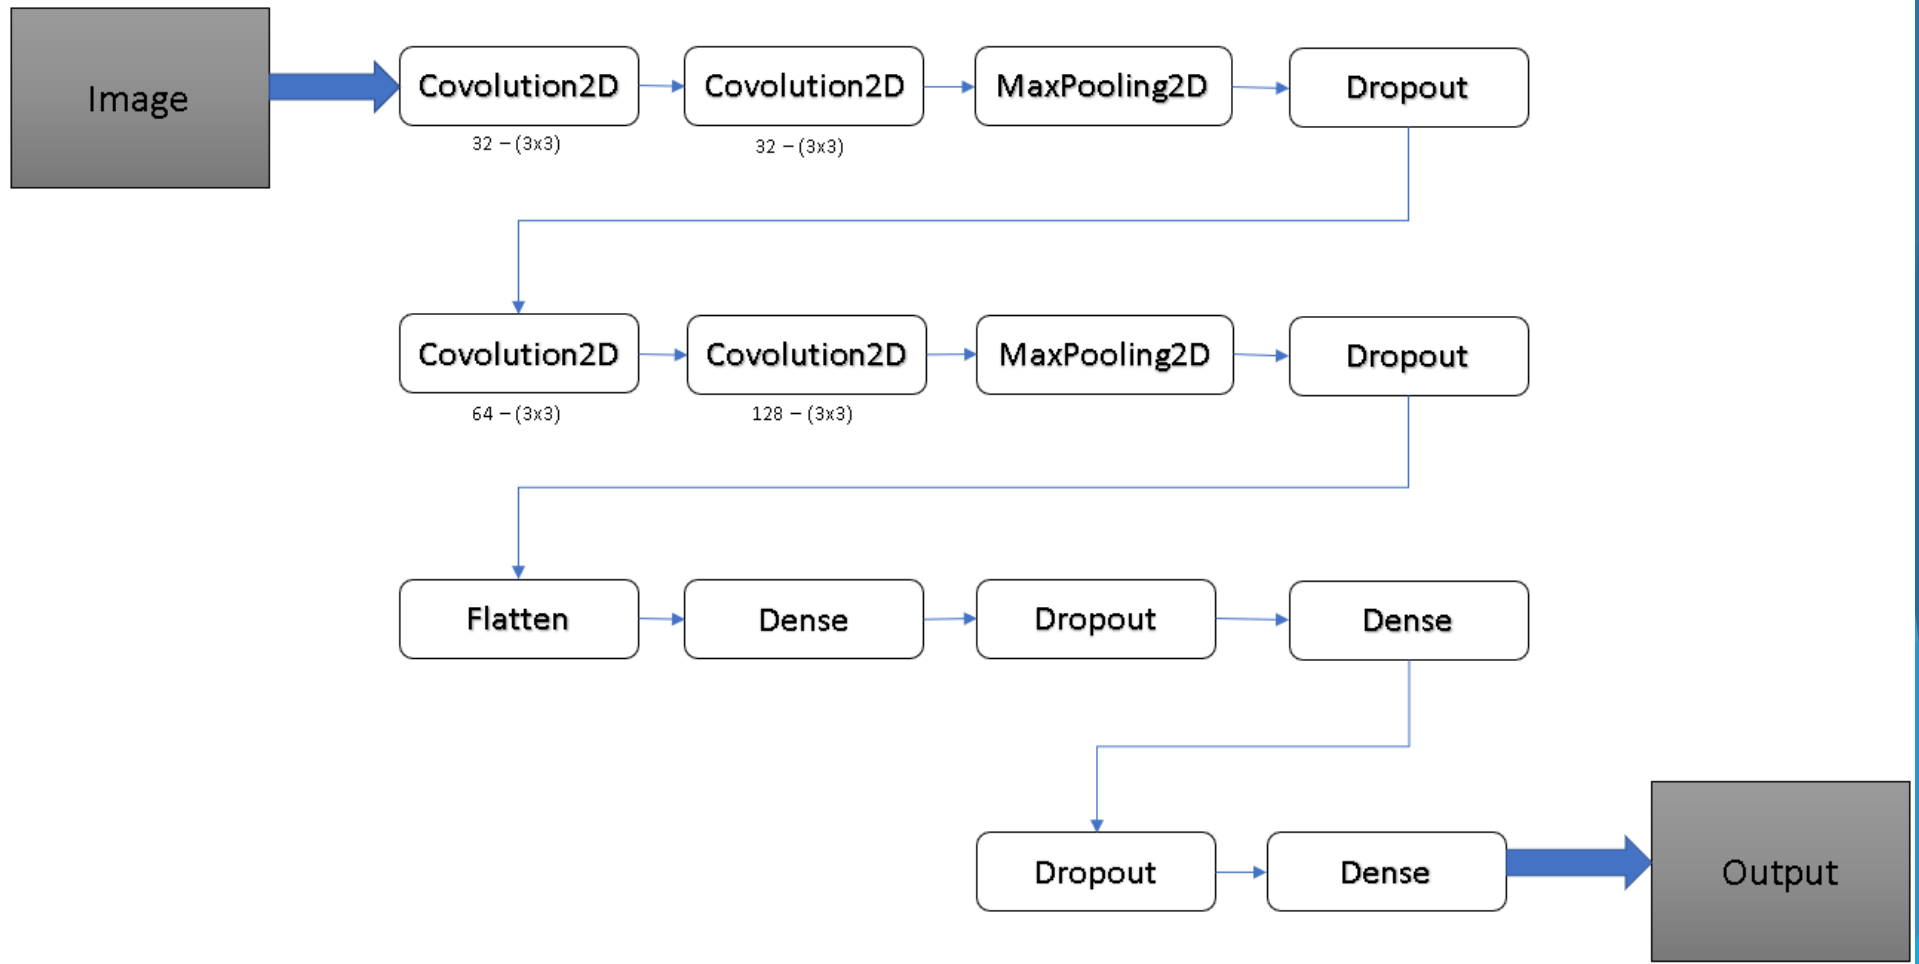 Image
Covolution2D
32 – (3x3)
Covolution2D
32 – (3x3)
MaxPooling2D
Dropout
Covolution2D
64 – (3x3)
Covolution2D
128 – (3x3)
MaxPooling2D
Dropout
Flatten
Dense
Dropout
Dense
Dropout
Dense
Output